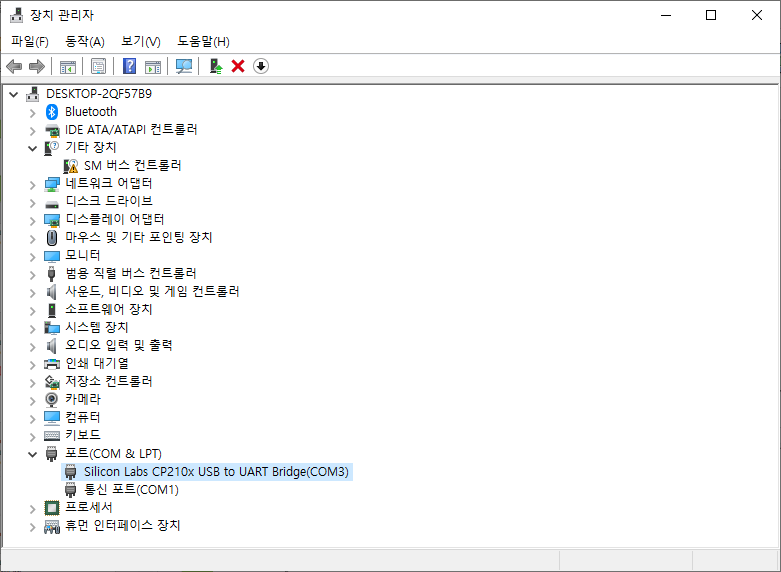 장치 관리자
파일(F) 동작(A) 보기(V) 도움말(H)
DESKTOP-2QF57B9
Bluetooth
IDE ATA/ATAPI 컨트롤러
기타 장치
SM 버스 컨트롤러
네트워크 어댑터
디스크 드라이브
디스플레이 어댑터
마우스 및 기타 포인팅 장치
모니터
범용 직렬 버스 컨트롤러
사운드, 비디오 및 게임 컨트롤러
소프트웨어 장치
시스템 장치
오디오 입력 및 출력
인쇄 대기열
저장소 컨트롤러
카메라
컴퓨터
키보드
포트(COM & LPT)
Silicon Labs CP210x USB to UART Bridge(COM3)
통신 포트(COM1)
프로세서
휴먼 인터페이스 장치